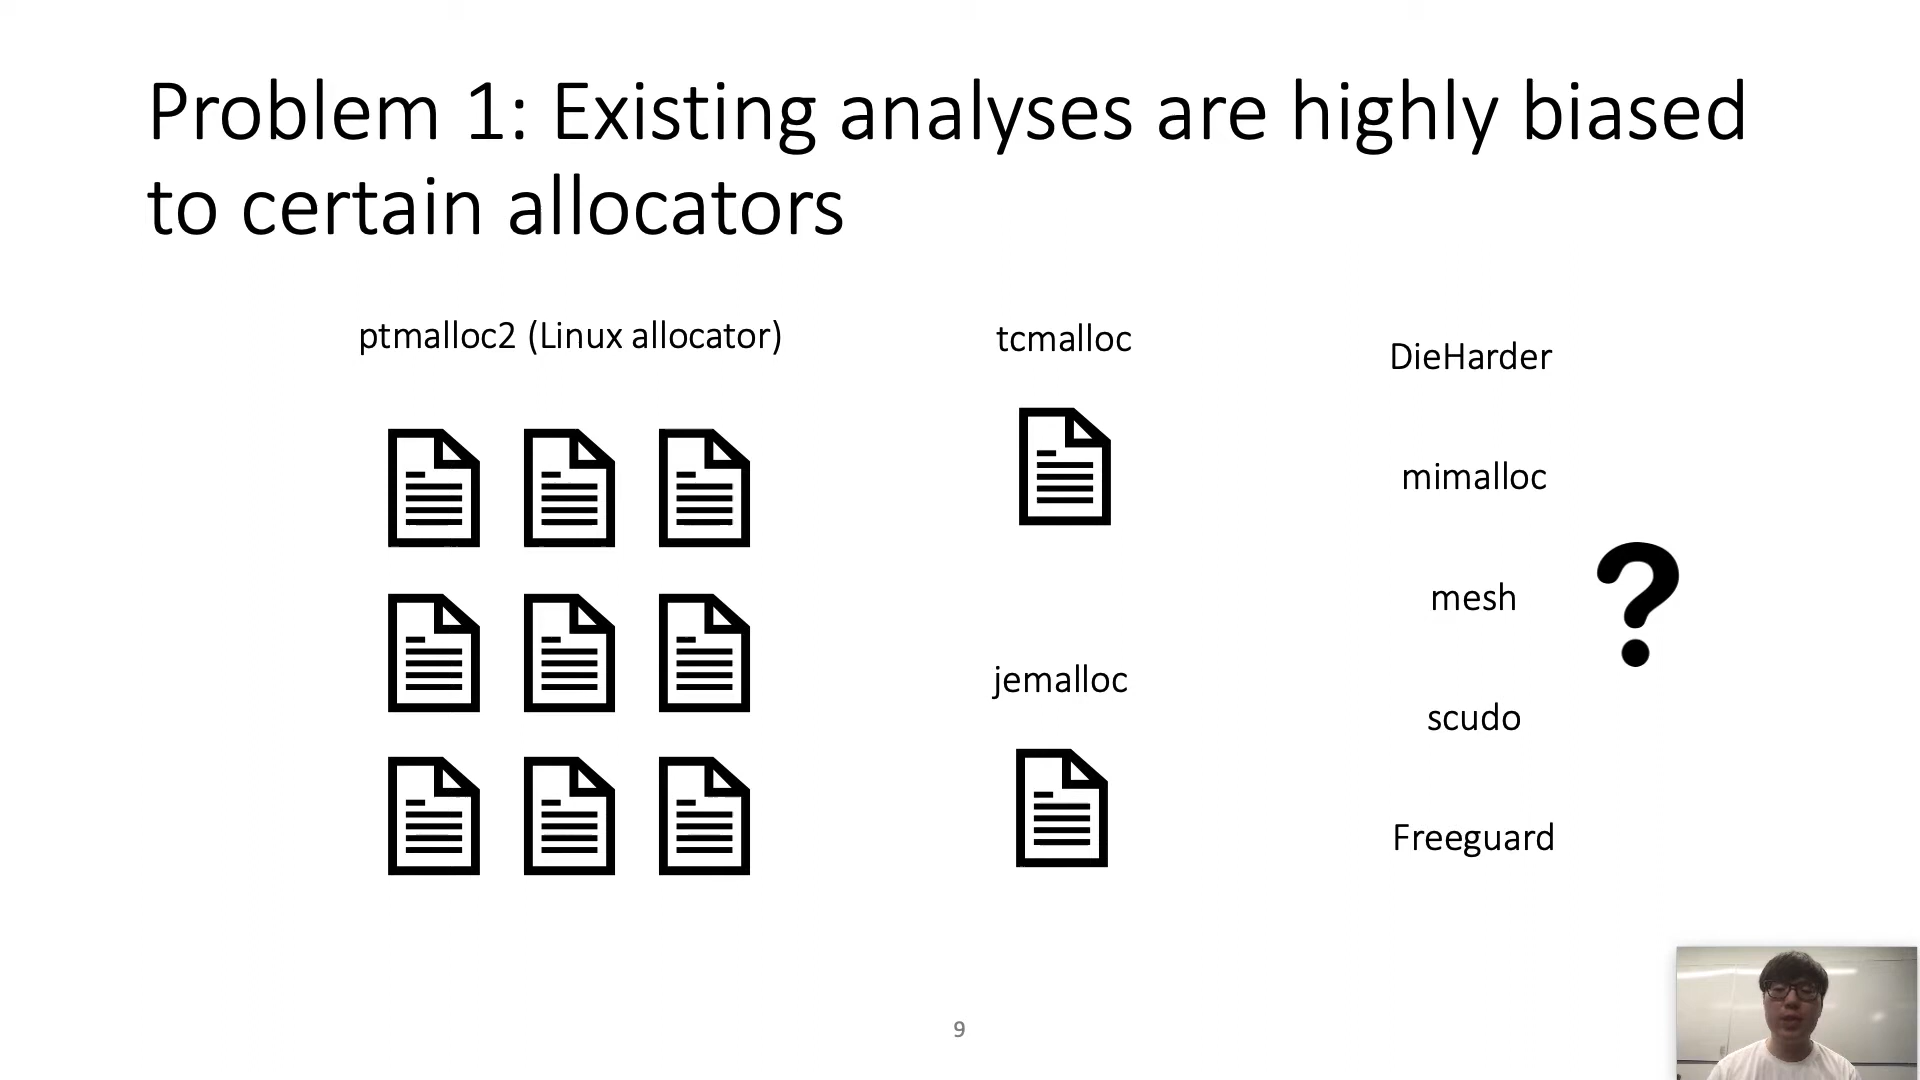 Problem 1: Existing analyses are highly biased
to certain allocators
ptmalloc2 (Linux allocator)
tcmalloc
jemalloc
DieHarder
mimalloc
mesh
?
scudo
Freeguard
9